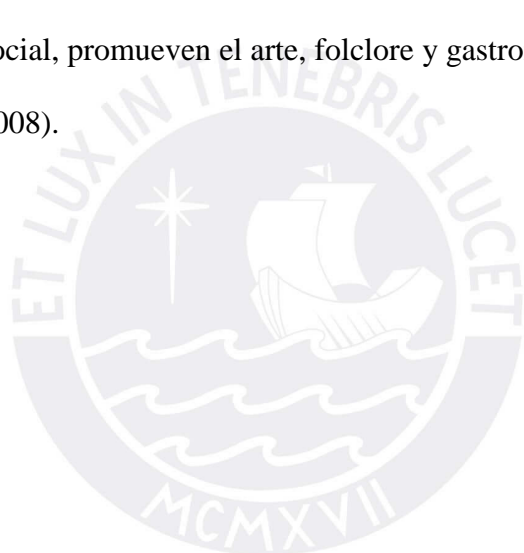 ocial, promueven el arte, folclore y gastro
008).
ET LUX IN TENEBRIS LUCET
MCMXVII